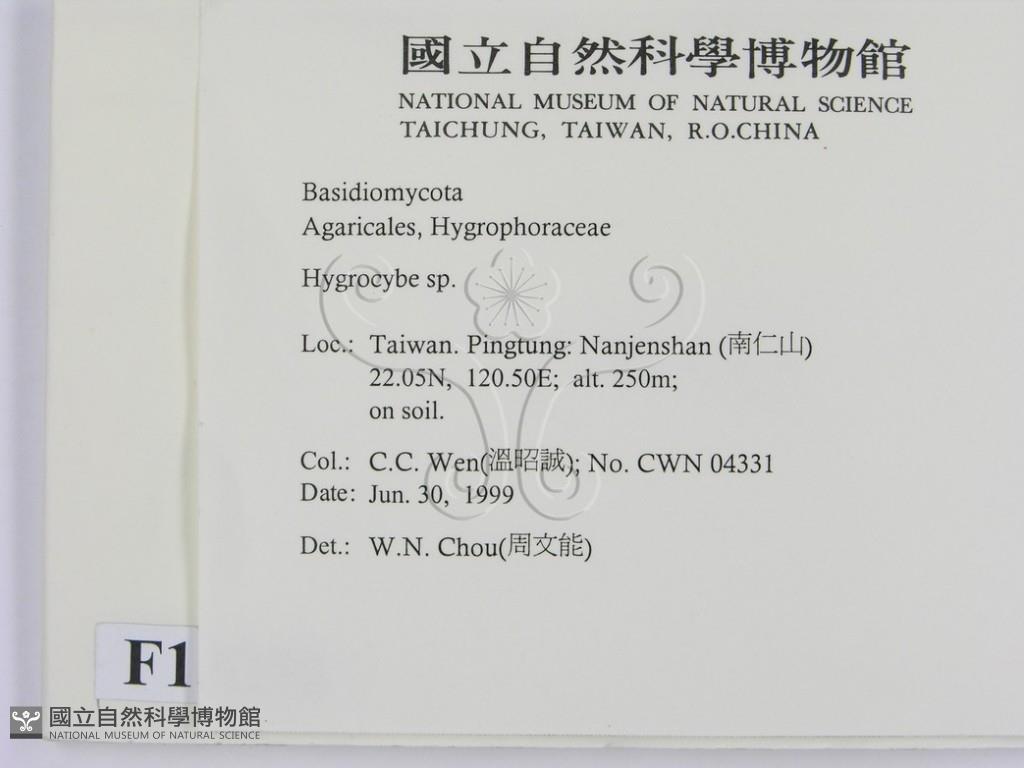 國立自然科學博物館
NATIONAL MUSEUM OF NATURAL SCIENCE
TAICHUNG, TAIWAN, R.O.CHINA
Basidiomycota
Agaricales, Hygrophoraceae
Hygrocybe sp.
Loc.: Taiwan. Pingtung: Nanjenshan (南仁山)
22.05N, 120.50E; alt. 250m;
on soil.
Col.: C.C. Wen(溫昭誠); No. CWN 04331
Date: Jun. 30, 1999
Det.: W.N. Chou(周文能)
F1
國立自然科學博物館
NATIONAL MUSEUM OF NATURAL SCIENCE